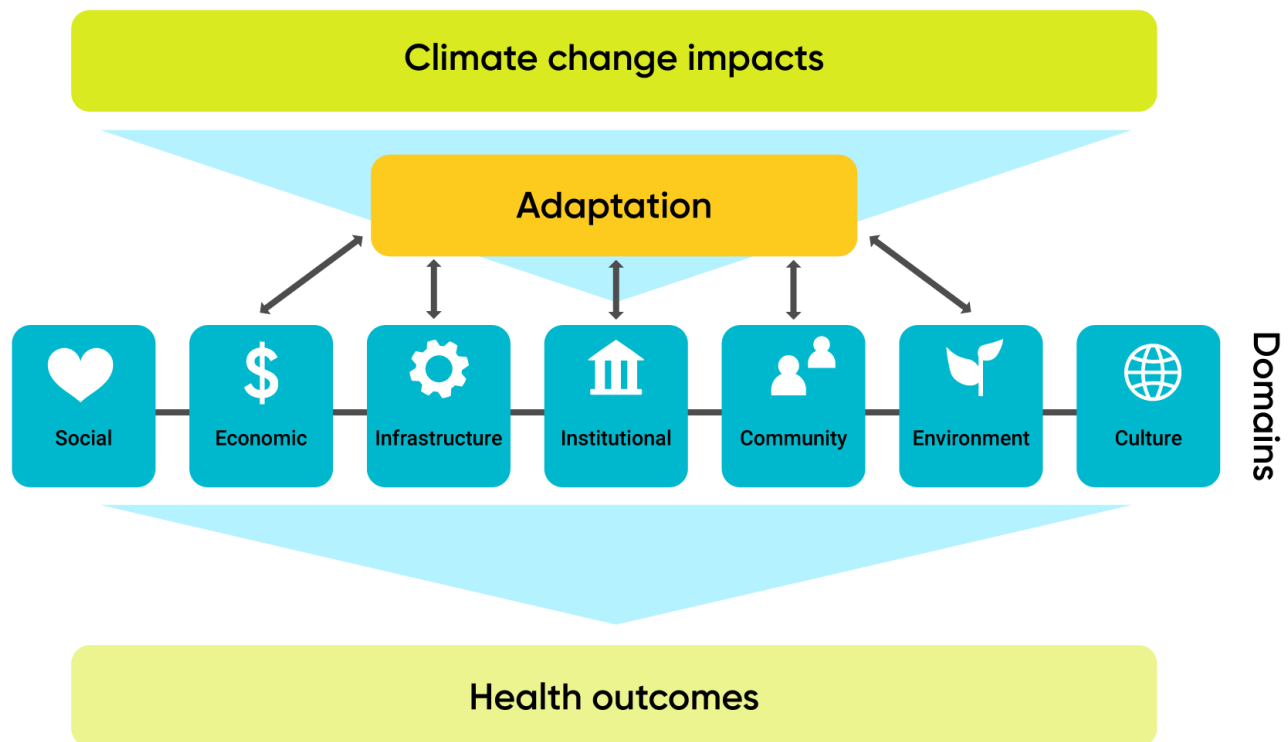 Climate change impacts
Adaptation
Social
Economic
Infrastructure
Institutional
Community
Environment
Culture
Domains
Health outcomes